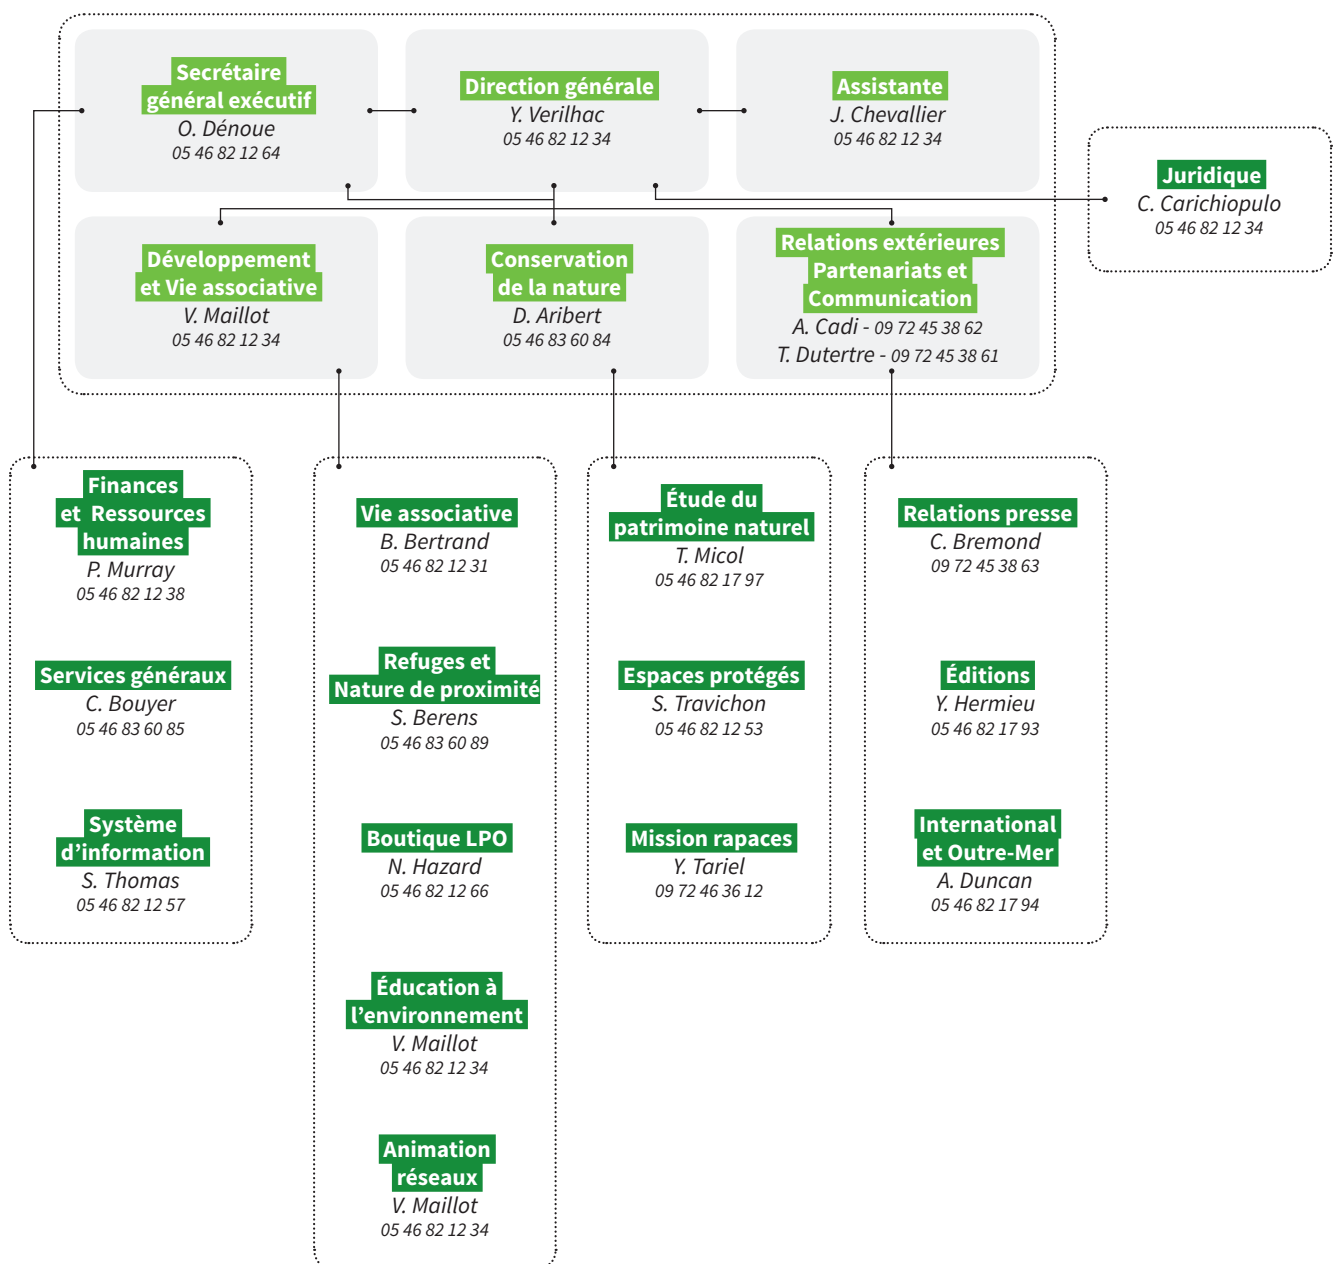 Secrétaire
général exécutif
O. Dénoue
05 46 82 12 64
Direction générale
Y. Verilhac
05 46 82 12 34
Assistante
J. Chevallier
05 46 82 12 34
Juridique
C. Carichiopulo
05 46 82 12 34
Développement
et Vie associative
V. Maillot
05 46 82 12 34
Conservation
de la nature
D. Aribert
05 46 83 60 84
Relations extérieures
Partenariats et
Communication
A. Cadi - 09 72 45 38 62
T. Dutertre - 09 72 45 38 61
Finances
et Ressources
humaines
P. Murray
05 46 82 12 38
Services généraux
C. Bouyer
05 46 83 60 85
Système
d’information
S. Thomas
05 46 82 12 57
Vie associative
B. Bertrand
05 46 82 12 31
Refuges et
Nature de proximité
S. Berens
05 46 83 60 89
Boutique LPO
N. Hazard
05 46 82 12 66
Éducation à
l’environnement
V. Maillot
05 46 82 12 34
Animation
réseaux
V. Maillot
05 46 82 12 34
Étude du
patrimoine naturel
T. Micol
05 46 82 17 97
Espaces protégés
S. Travichon
05 46 82 12 53
Mission rapaces
Y. Tariel
09 72 46 36 12
Relations presse
C. Bremond
09 72 45 38 63
Éditions
Y. Hermieu
05 46 82 17 93
International
et Outre-Mer
A. Duncan
05 46 82 17 94